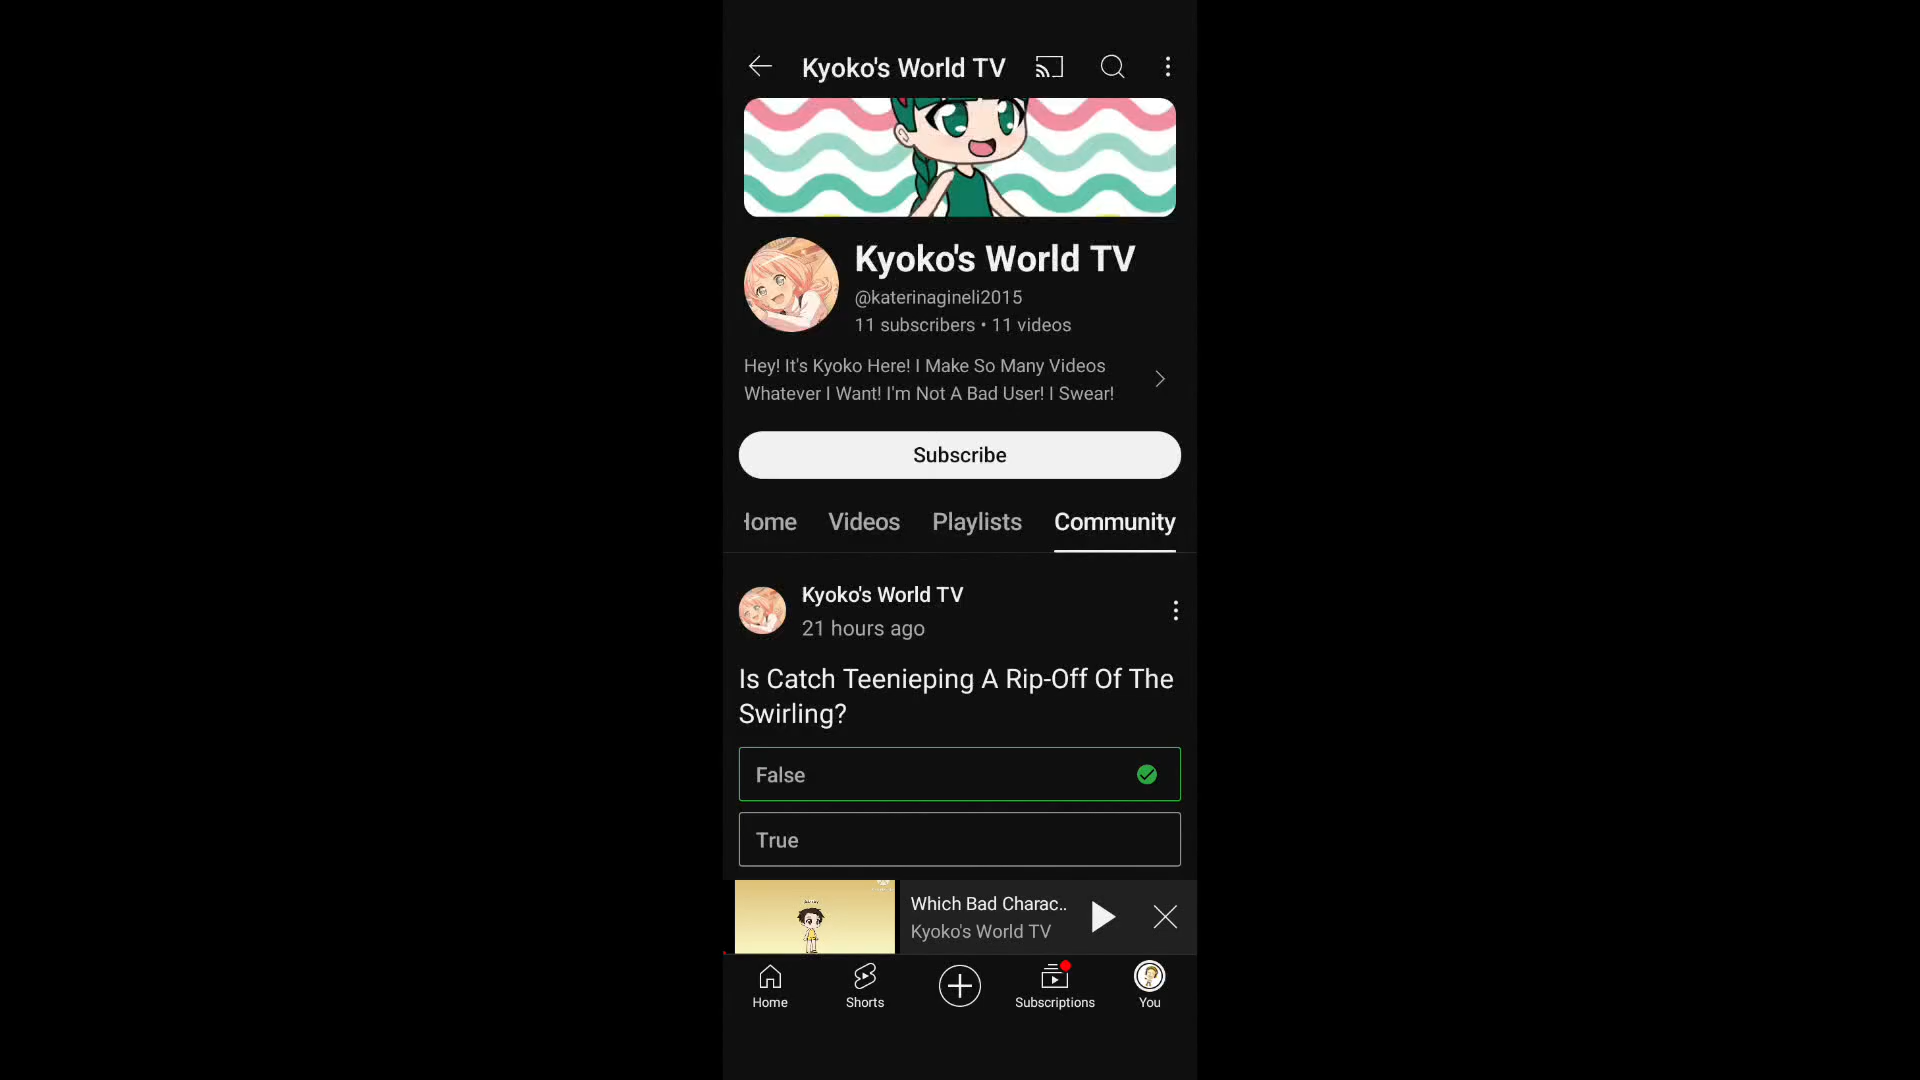 Kyoko's World TV
Kyoko's World TV
@katerinagineli2015
11 subscribers • 11 videos
Hey! It's Kyoko Here! I Make So Many Videos
Whatever I Want! I'm Not A Bad User! I Swear!
Subscribe
Home Videos Playlists Community
Kyoko's World TV
21 hours ago
Is Catch Teenieping A Rip-Off Of The
Swirling?
False
True
Which Bad Charac..
Kyoko's World TV
Home Shorts Subscriptions You